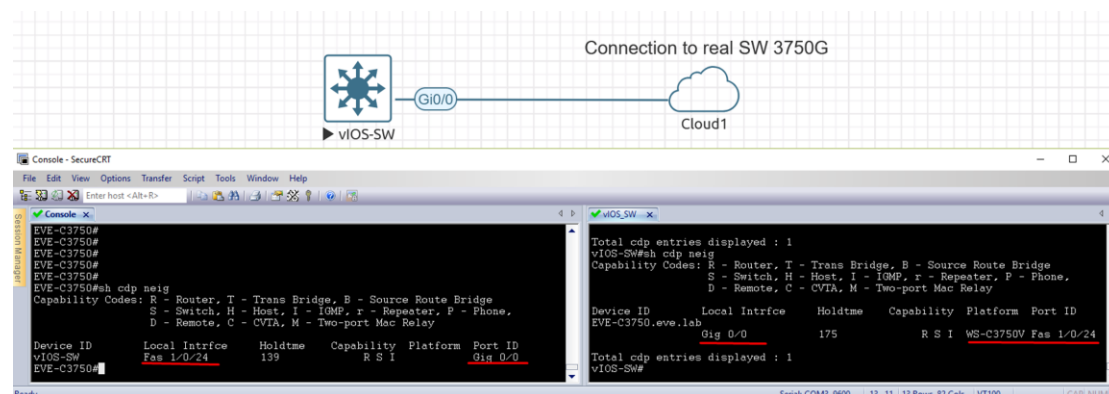 Connection to real SW 3750G
Gi0/0
vIOS-SW
Cloud1
Console - SecureCRT
File Edit View Options Transfer Script Tools Window Help
Enter host <Alt+R>
Session Manager
Console
EVE-C3750#
EVE-C3750#
EVE-C3750#
EVE-C3750#
EVE-C3750#
EVE-C3750#sh cdp neig
Capability Codes: R - Router, T - Trans Bridge, B - Source Route Bridge
S - Switch, H - Host, I - IGMP, r - Repeater, P - Phone,
D - Remote, C - CVTA, M - Two-port Mac Relay
Device ID Local Intrfce Holdtme Capability Platform Port ID
vIOS-SW Fas 1/0/24 139 R S I Gig 0/0
EVE-C3750#
vIOS_SW
Total cdp entries displayed : 1
vIOS-SW#sh cdp neig
Capability Codes: R - Router, T - Trans Bridge, B - Source Route Bridge
S - Switch, H - Host, I - IGMP, r - Repeater, P - Phone,
D - Remote, C - CVTA, M - Two-port Mac Relay
Device ID Local Intrfce Holdtme Capability Platform Port ID
EVE-C3750.eve.lab
Gig 0/0 175 R S I WS-C3750V Fas 1/0/24
Total cdp entries displayed : 1
vIOS-SW#